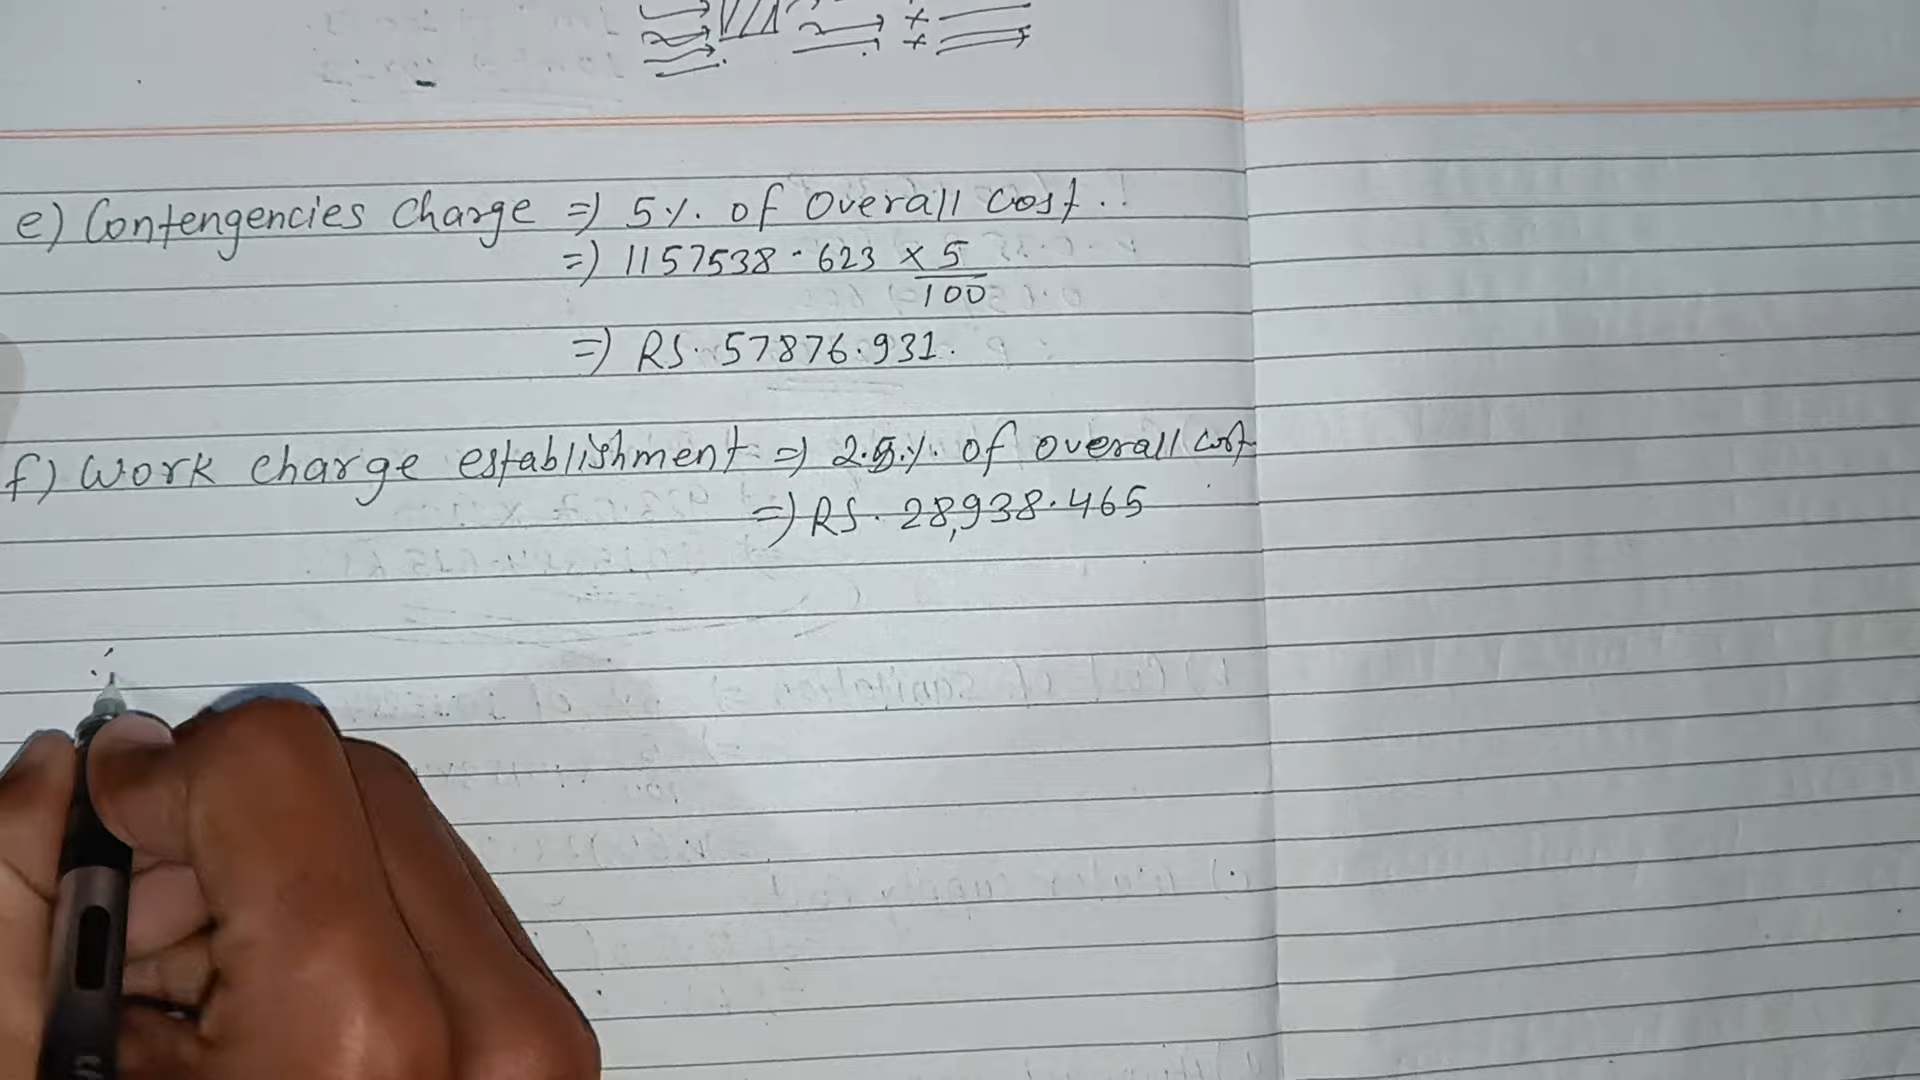 e) Contengencies Charge => 5%. of Overall Cost.
=> 1157538.623 x 5
100
=> RS. 57876.931.
f) Work charge establishment => 2.5%. of overall cost
=> RS. 28,938.465